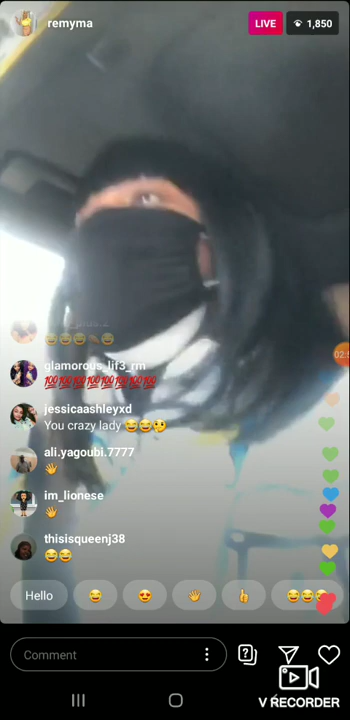 remyma
LIVE
1,850
😂😂😂🍗😂
glamorous_lif3_rm
💯💯💯💯💯💯💯💯
jessicaashleyxd
You crazy lady 😂😂🤔
ali.yagoubi.7777
👋
im_lionese
👋
thisisqueenj38
😂😂
Hello 😂 😍 👋 👍 😂😂😂
Comment
V RECORDER